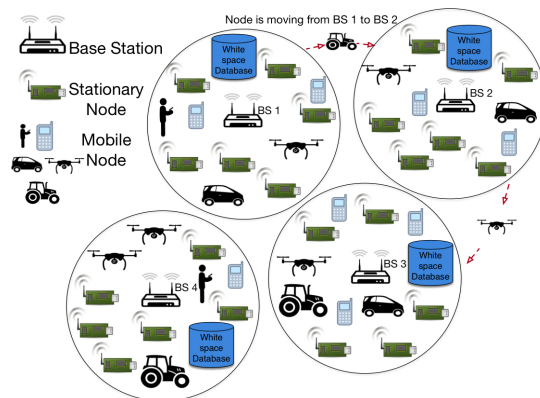 Node is moving from BS 1 to BS 2
Base Station
Stationary
Node
Mobile
Node
White
space
Database
BS 1
White
space
Database
BS 2
White
space
Database
BS 3
BS 4
White
space
Database